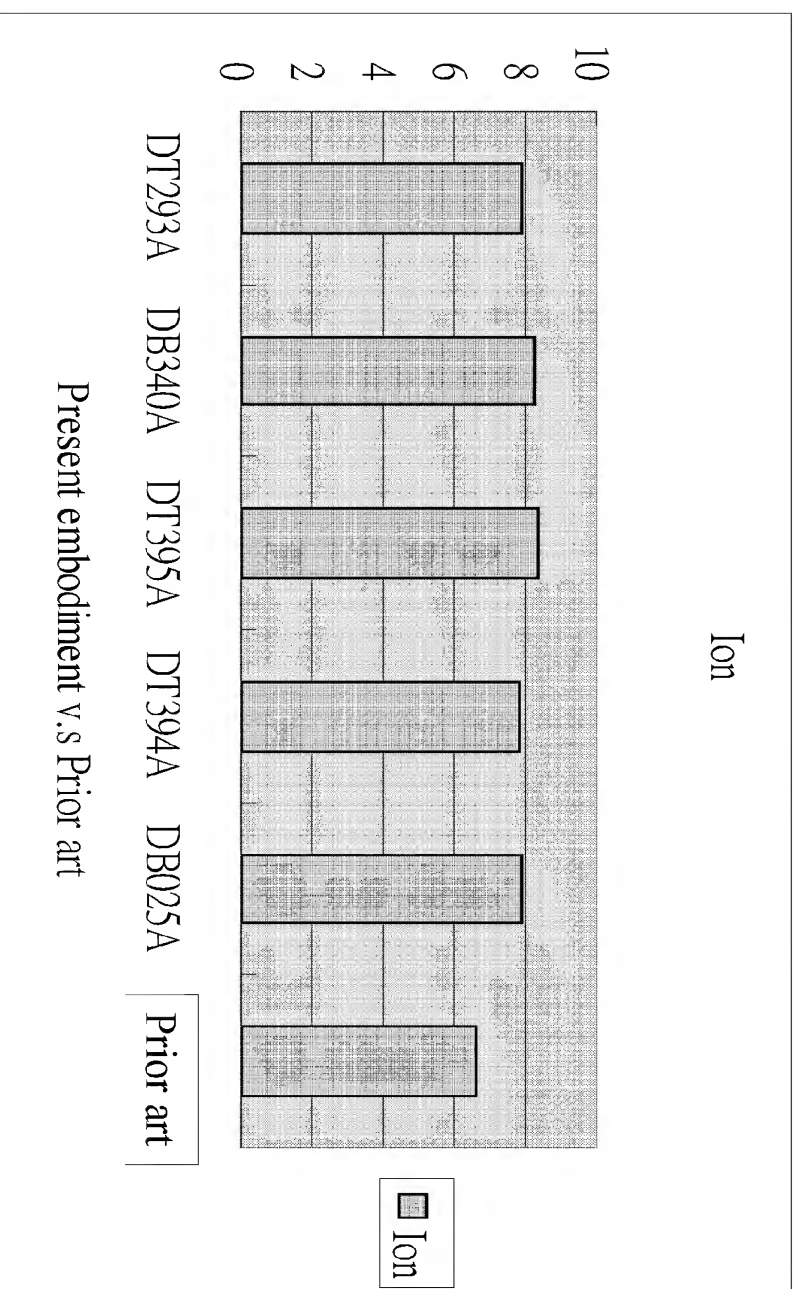 Ion
10
8
6
4
2
0
DT293A DB340A DT395A DT394A DB025A Prior art
Present embodiment v.s Prior art
Ion